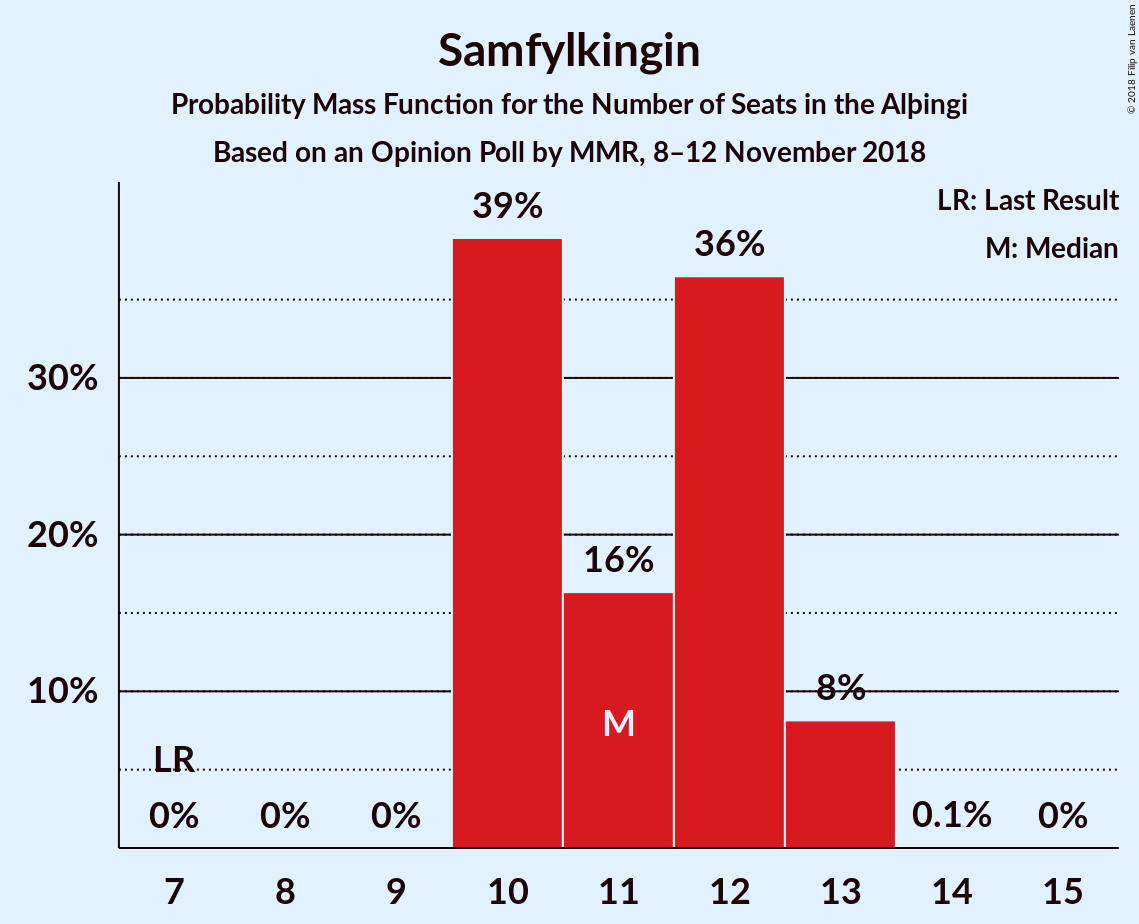 Samfylkingin
Probability Mass Function for the Number of Seats in the Alþingi
Based on an Opinion Poll by MMR, 8–12 November 2018
© 2018 Filip van Laenen
LR: Last Result
M: Median
39%
36%
30%
20%
16%
10%
8%
M
LR
0%
0%
0%
0.1%
0%
7 8 9 10 11 12 13 14 15